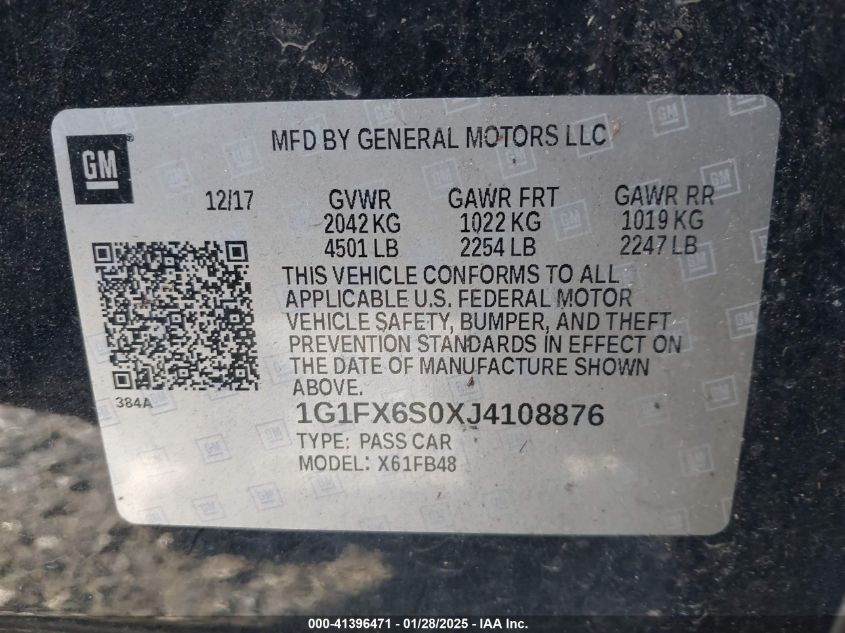 MFD BY GENERAL MOTORS LLC
GM
12/17 GVWR GAWR FRT GAWR RR
2042 KG 1022 KG 1019 KG
4501 LB 2254 LB 2247 LB
THIS VEHICLE CONFORMS TO ALL
APPLICABLE U.S. FEDERAL MOTOR
VEHICLE SAFETY, BUMPER, AND THEFT
PREVENTION STANDARDS IN EFFECT ON
THE DATE OF MANUFACTURE SHOWN
ABOVE.
384A
1G1FX6S0XJ4108876
TYPE: PASS CAR
MODEL: X61FB48
000-41396471 - 01/28/2025 - IAA Inc.